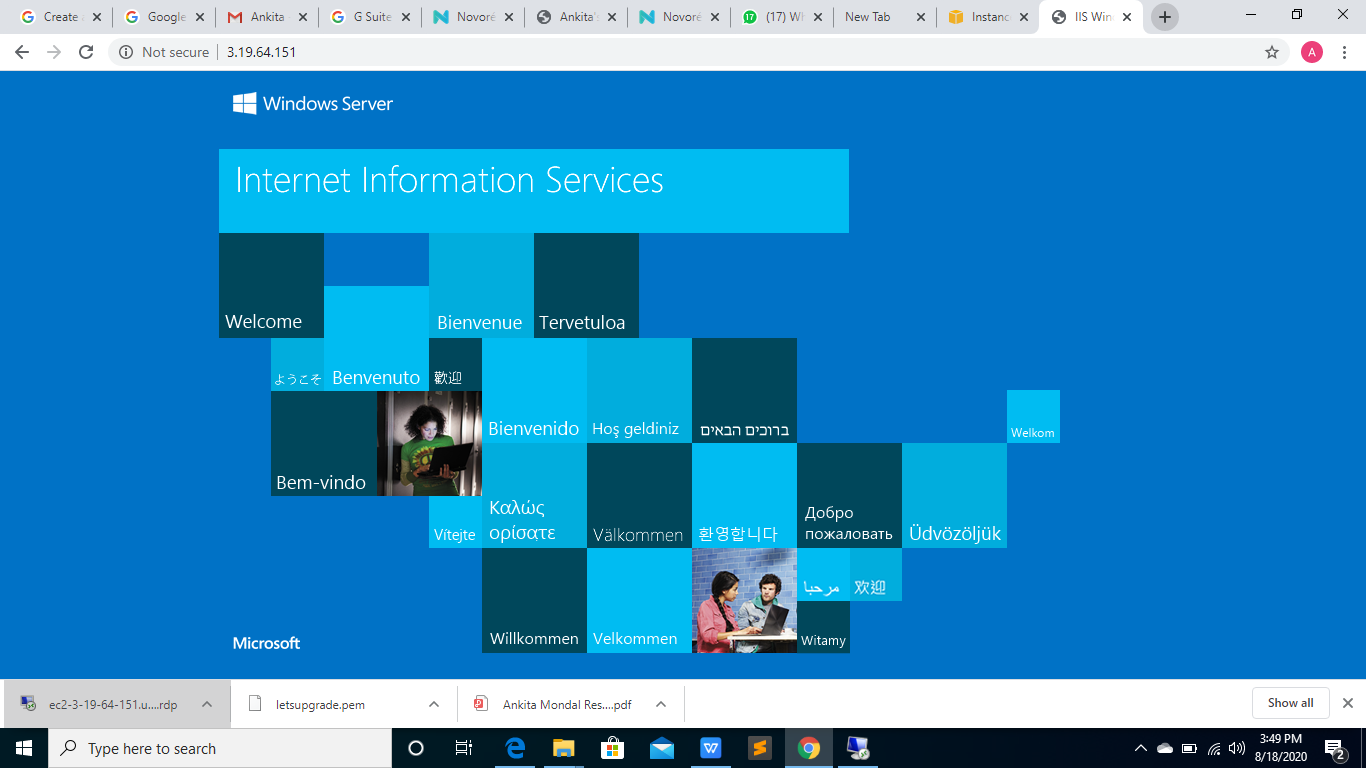 Create A
Google
Ankita
G Suite
Novoré
Ankita's
Novoré
(17) Wh
New Tab
Instanc
IIS Win
Not secure
3.19.64.151
A
Windows Server
Internet Information Services
Welcome
Bienvenue
Tervetuloa
ようこそ
Benvenuto
歡迎
Bienvenido
Hoş geldiniz
ברוכים הבאים
Welkom
Bem-vindo
Vítejte
Καλώς
ορίσατε
Välkommen
환영합니다
Добро
пожаловать
Üdvözöljük
Willkommen
Velkommen
مرحبا
欢迎
Witamy
Microsoft
ec2-3-19-64-151.u....rdp
letsupgrade.pem
Ankita Mondal Res....pdf
Show all
Type here to search
3:49 PM
8/18/2020
2